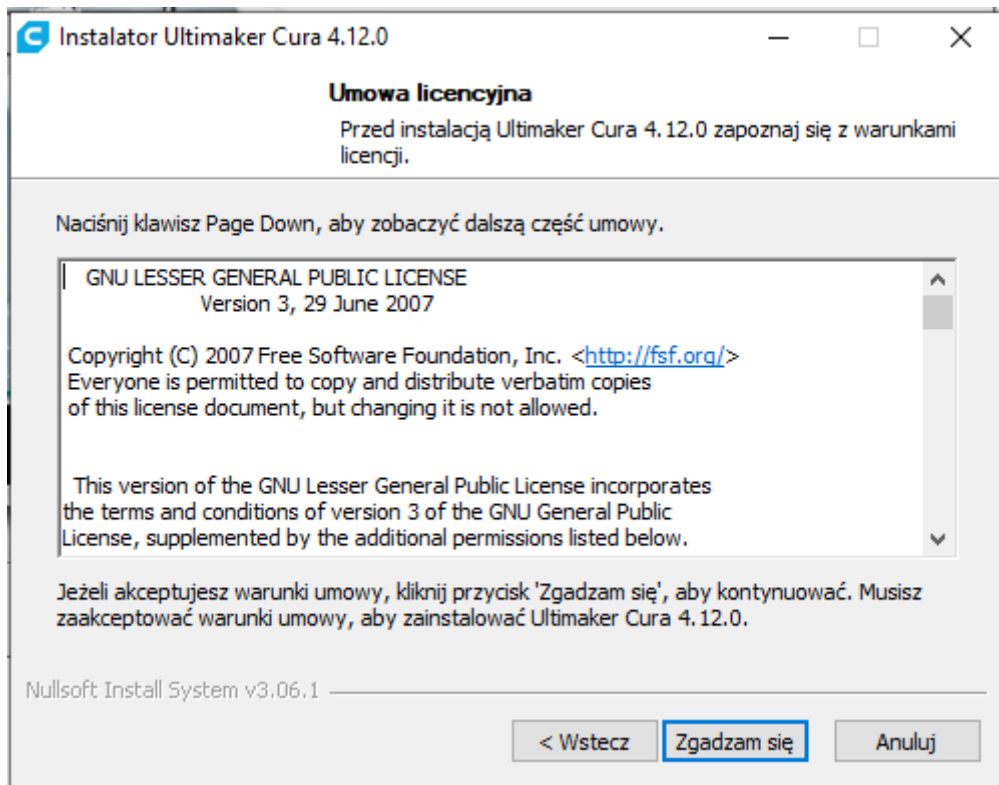 Instalator Ultimaker Cura 4.12.0
Umowa licencyjna
Przed instalacją Ultimaker Cura 4.12.0 zapoznaj się z warunkami
licencji.
Naciśnij klawisz Page Down, aby zobaczyć dalszą część umowy.
GNU LESSER GENERAL PUBLIC LICENSE
Version 3, 29 June 2007
Copyright (C) 2007 Free Software Foundation, Inc. <http://fsf.org/>
Everyone is permitted to copy and distribute verbatim copies
of this license document, but changing it is not allowed.
This version of the GNU Lesser General Public License incorporates
the terms and conditions of version 3 of the GNU General Public
License, supplemented by the additional permissions listed below.
Jeżeli akceptujesz warunki umowy, kliknij przycisk 'Zgadzam się', aby kontynuować. Musisz
zaakceptować warunki umowy, aby zainstalować Ultimaker Cura 4.12.0.
Nullsoft Install System v3.06.1
< Wstecz Zgadzam się Anuluj